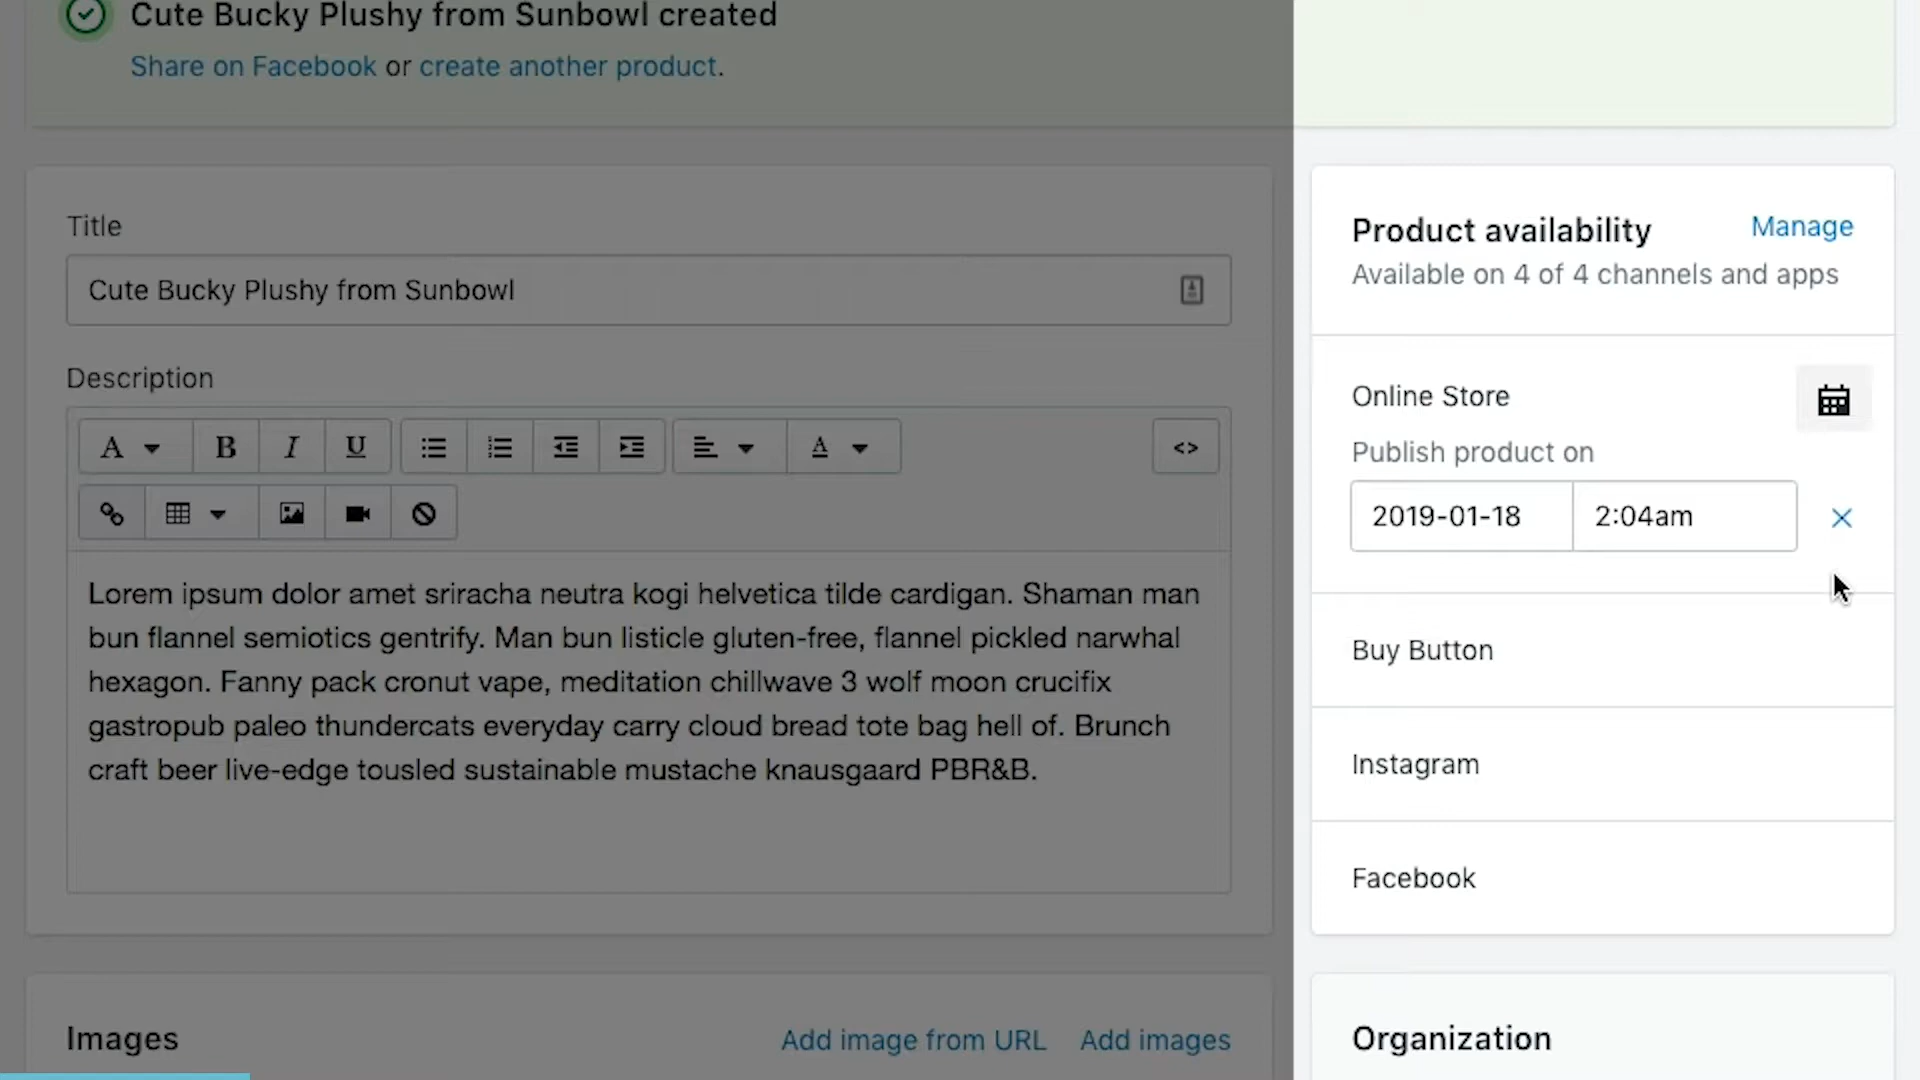 Cute Bucky Plushy from Sunbowl created
Share on Facebook or create another product.
Title
Cute Bucky Plushy from Sunbowl
Description
A B I U A <>
Lorem ipsum dolor amet sriracha neutra kogi helvetica tilde cardigan. Shaman man
bun flannel semiotics gentrify. Man bun listicle gluten-free, flannel pickled narwhal
hexagon. Fanny pack cronut vape, meditation chillwave 3 wolf moon crucifix
gastropub paleo thundercats everyday carry cloud bread tote bag hell of. Brunch
craft beer live-edge tousled sustainable mustache knausgaard PBR&B.
Images Add image from URL Add images
Product availability Manage
Available on 4 of 4 channels and apps
Online Store
Publish product on
2019-01-18 2:04am
Buy Button
Instagram
Facebook
Organization